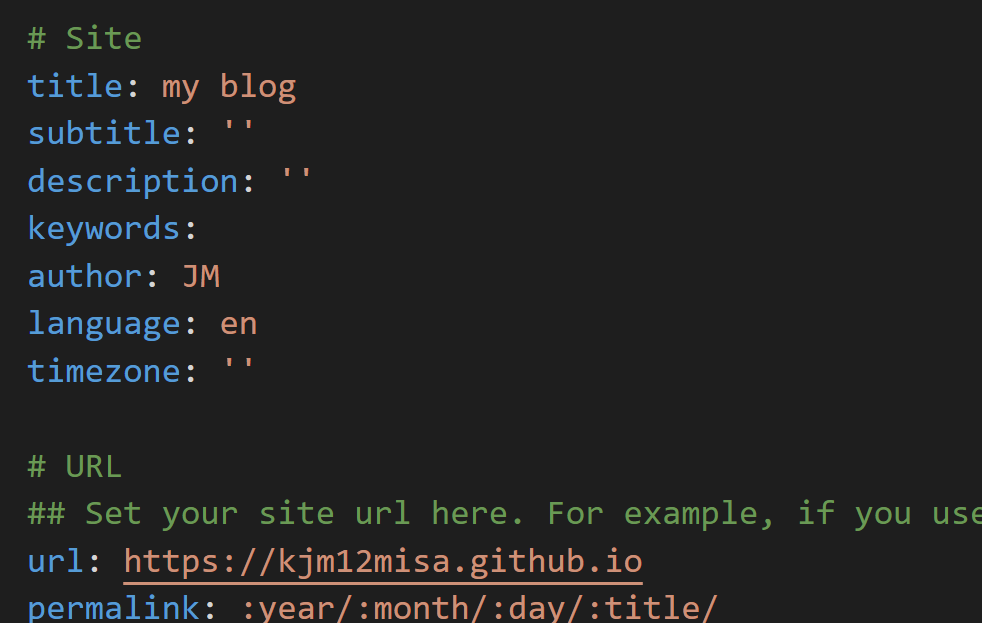 # Site
title: my blog
subtitle: ''
description: ''
keywords:
author: JM
language: en
timezone: ''
# URL
## Set your site url here. For example, if you use
url: https://kjm12misa.github.io
permalink: :year/:month/:day/:title/